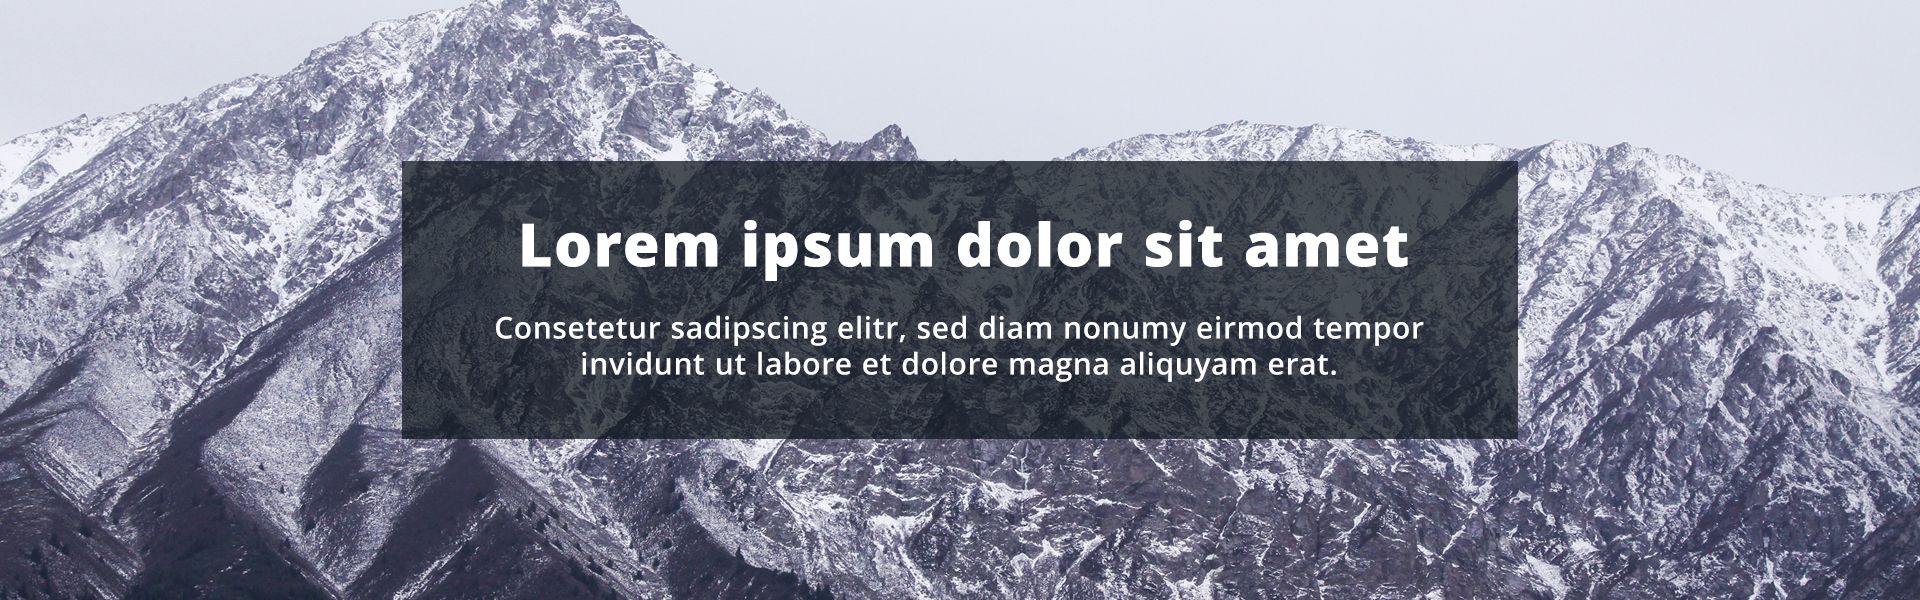 Lorem ipsum dolor sit amet
Consetetur sadipscing elitr, sed diam nonumy eirmod tempor
invidunt ut labore et dolore magna aliquyam erat.